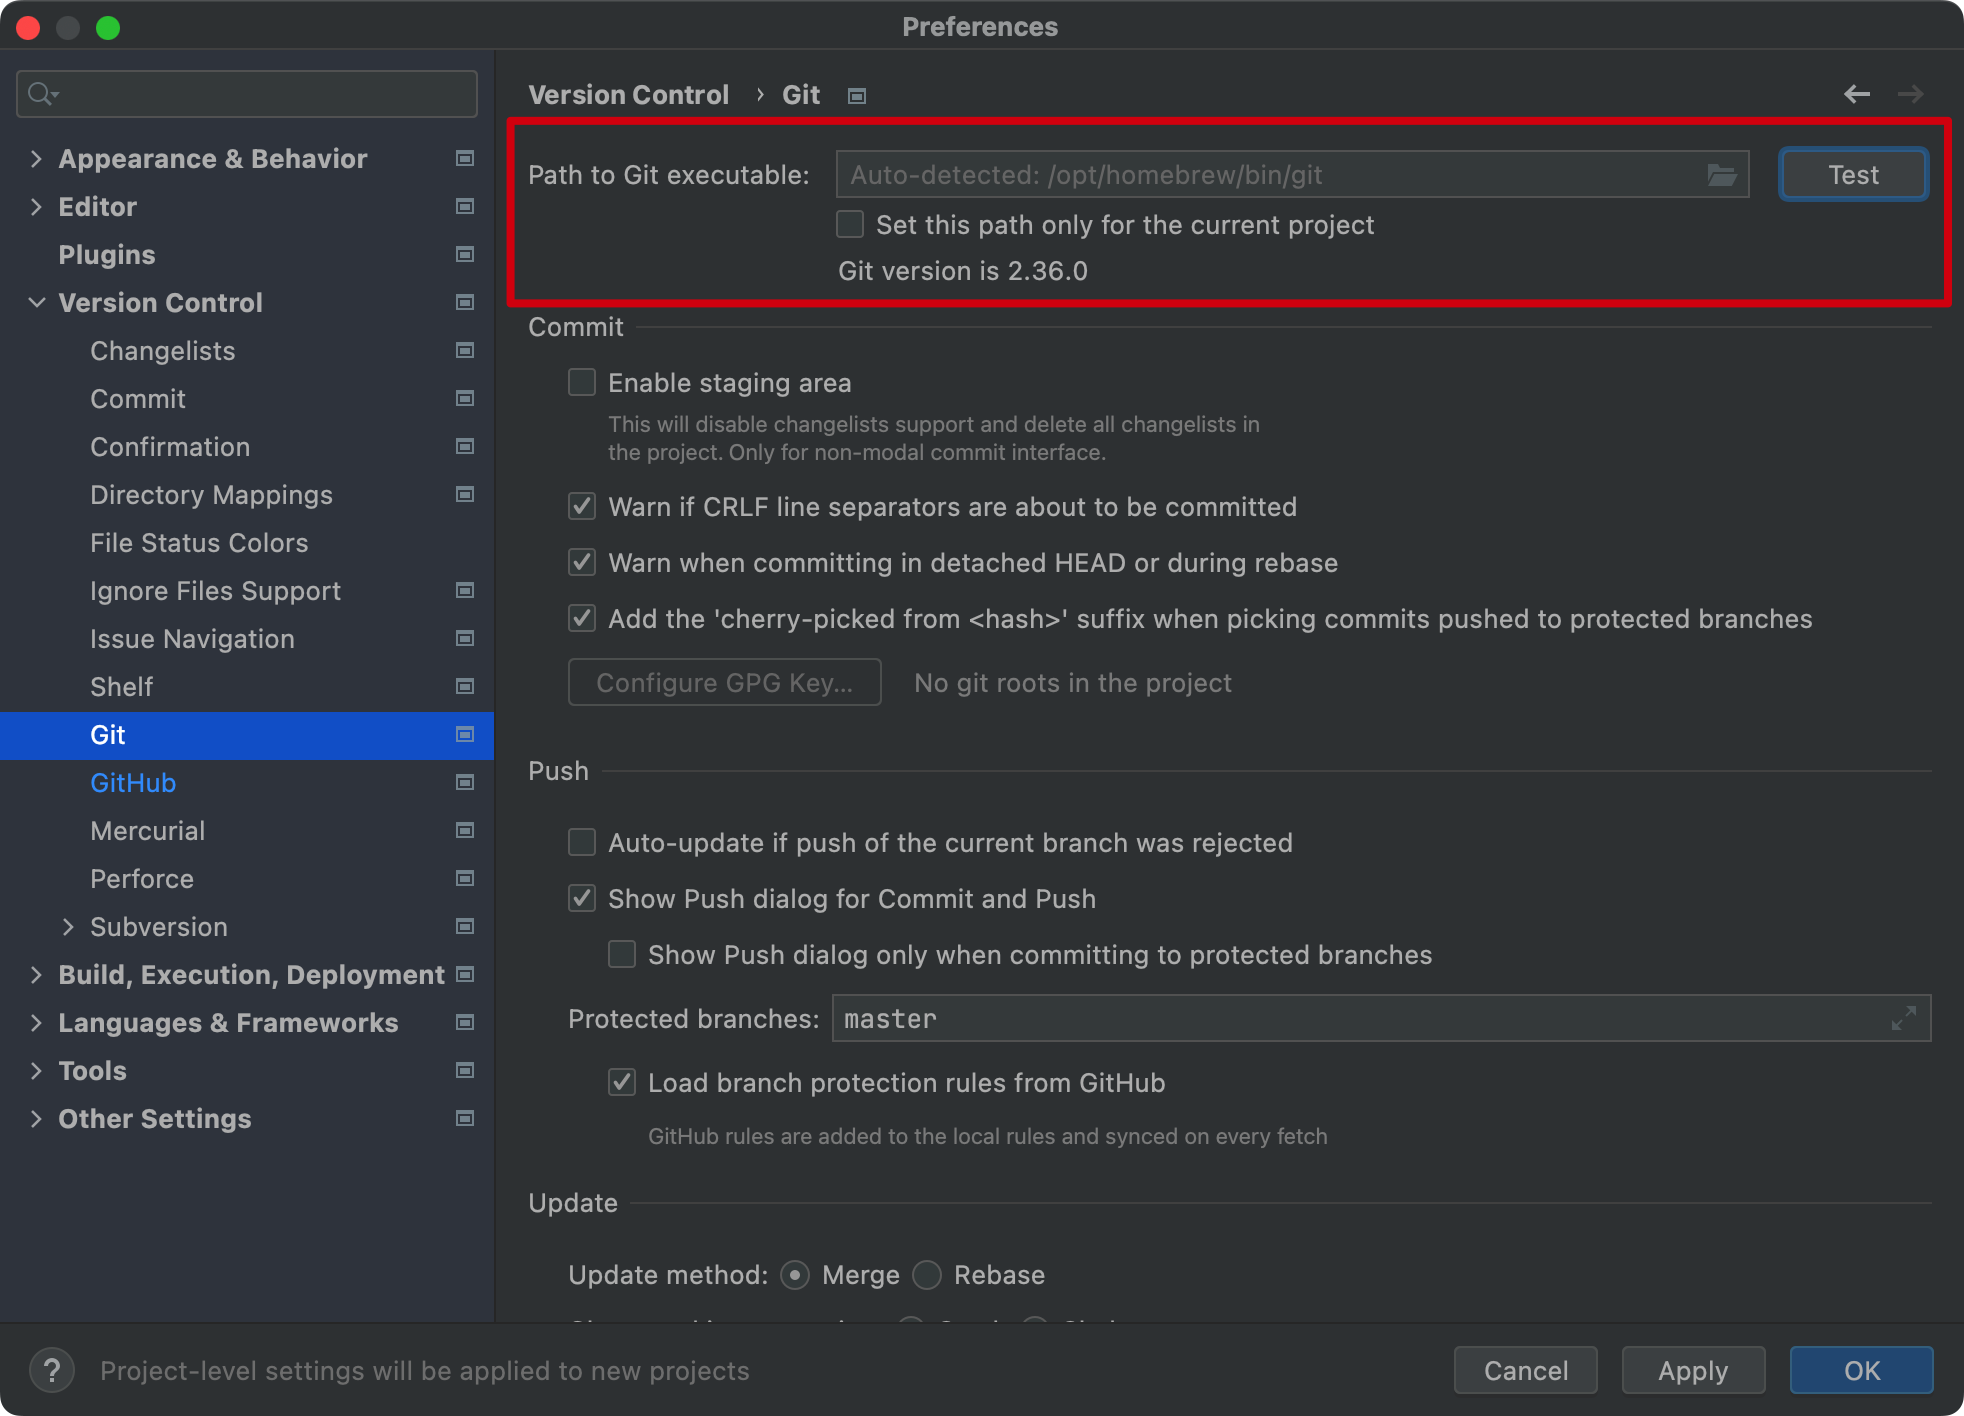 Preferences
Appearance & Behavior
Editor
Plugins
Version Control
Changelists
Commit
Confirmation
Directory Mappings
File Status Colors
Ignore Files Support
Issue Navigation
Shelf
Git
GitHub
Mercurial
Perforce
Subversion
Build, Execution, Deployment
Languages & Frameworks
Tools
Other Settings
Version Control › Git
Path to Git executable: Auto-detected: /opt/homebrew/bin/git Test
Set this path only for the current project
Git version is 2.36.0
Commit
Enable staging area
This will disable changelists support and delete all changelists in
the project. Only for non-modal commit interface.
Warn if CRLF line separators are about to be committed
Warn when committing in detached HEAD or during rebase
Add the 'cherry-picked from <hash>' suffix when picking commits pushed to protected branches
Configure GPG Key... No git roots in the project
Push
Auto-update if push of the current branch was rejected
Show Push dialog for Commit and Push
Show Push dialog only when committing to protected branches
Protected branches: master
Load branch protection rules from GitHub
GitHub rules are added to the local rules and synced on every fetch
Update
Update method: Merge Rebase
? Project-level settings will be applied to new projects
Cancel Apply OK